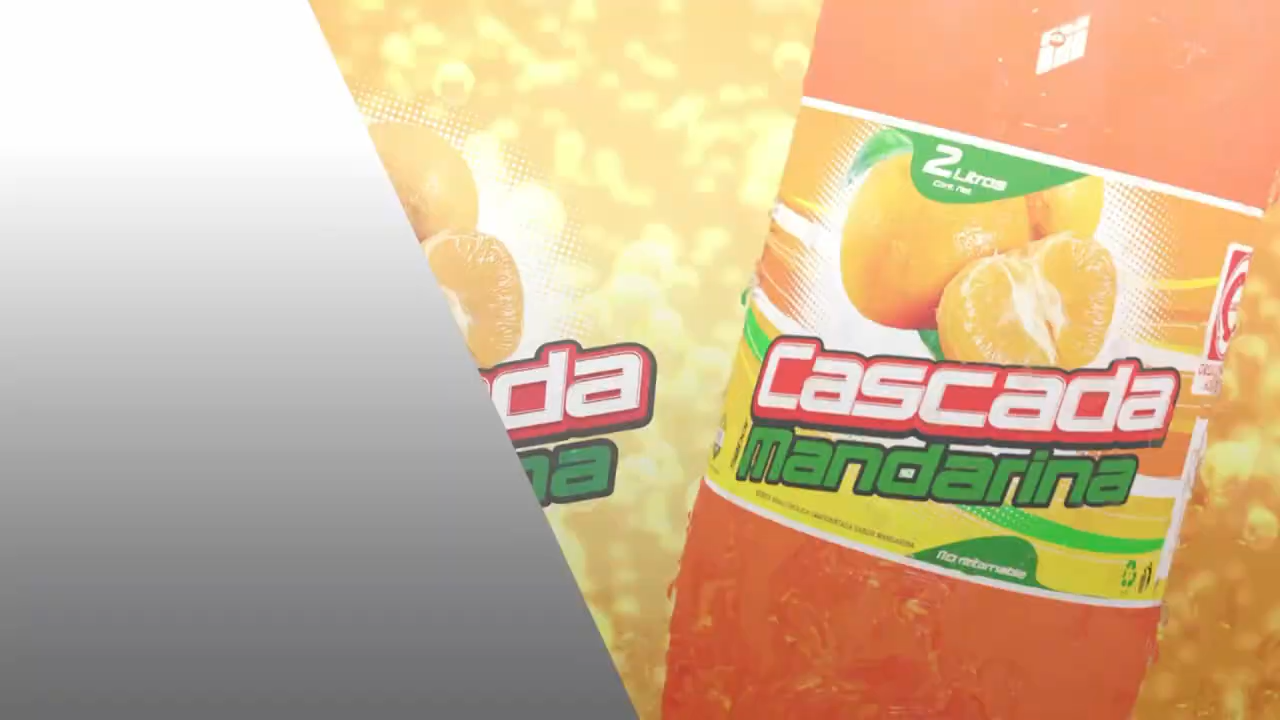 2 Litros
Cont. Net.
Cascada
Mandarina
No retornable
da
na